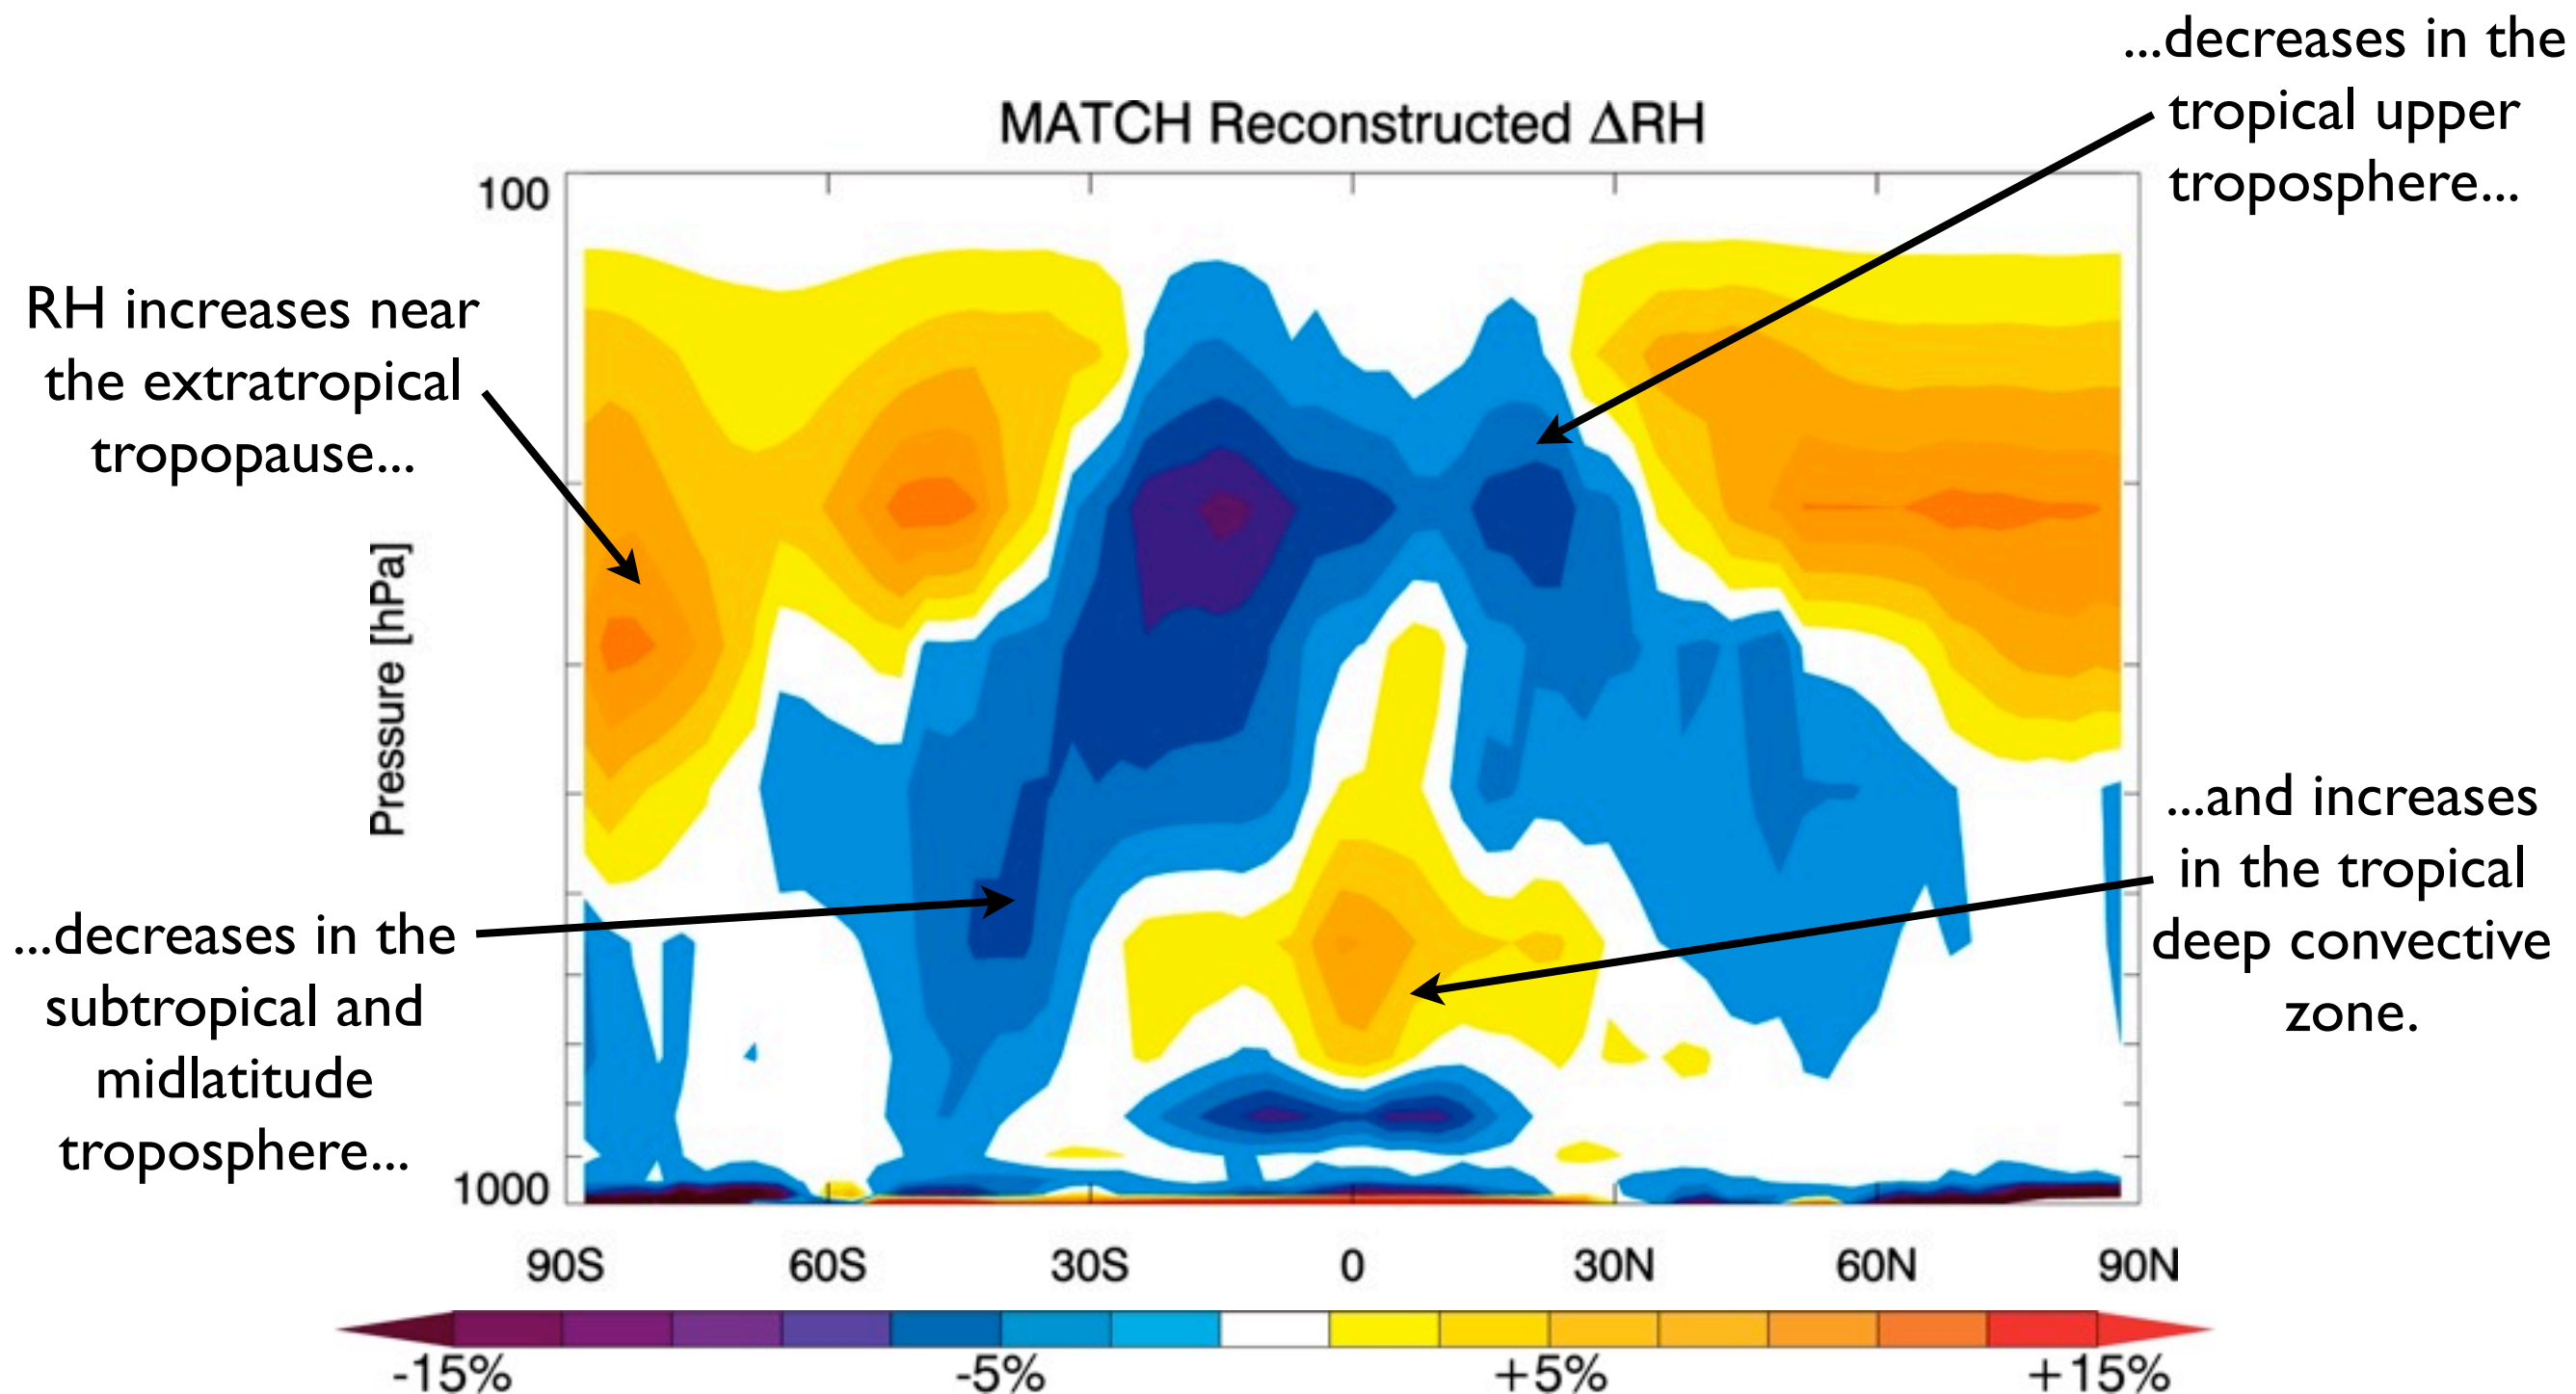 ...decreases in the
tropical upper
troposphere...
MATCH Reconstructed ΔRH
100
RH increases near
the extratropical
tropopause...
Pressure [hPa]
...and increases
in the tropical
deep convective
zone.
...decreases in the
subtropical and
midlatitude
troposphere...
1000
90S 60S 30S 0 30N 60N 90N
-15% -5% +5% +15%